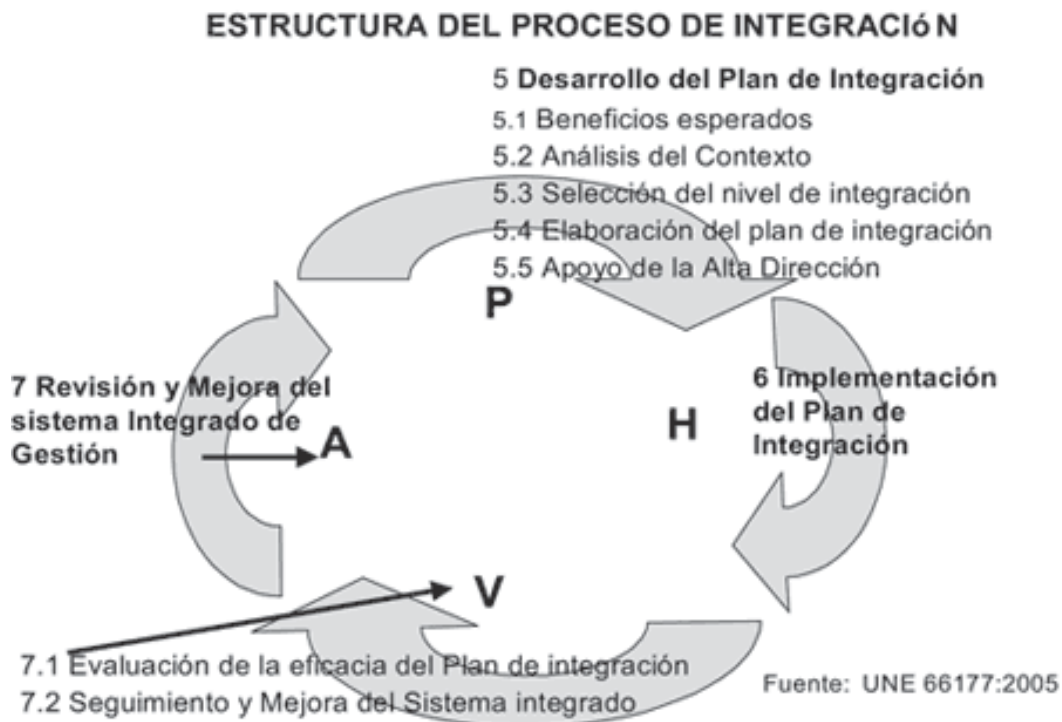 ESTRUCTURA DEL PROCESO DE INTEGRACIóN
5 Desarrollo del Plan de Integración
5.1 Beneficios esperados
5.2 Análisis del Contexto
5.3 Selección del nivel de integración
5.4 Elaboración del plan de integración
5.5 Apoyo de la Alta Dirección
P
7 Revisión y Mejora del
sistema Integrado de
Gestión
A
H
6 Implementación
del Plan de
Integración
V
7.1 Evaluación de la eficacia del Plan de integración
7.2 Seguimiento y Mejora del Sistema integrado
Fuente: UNE 66177:2005